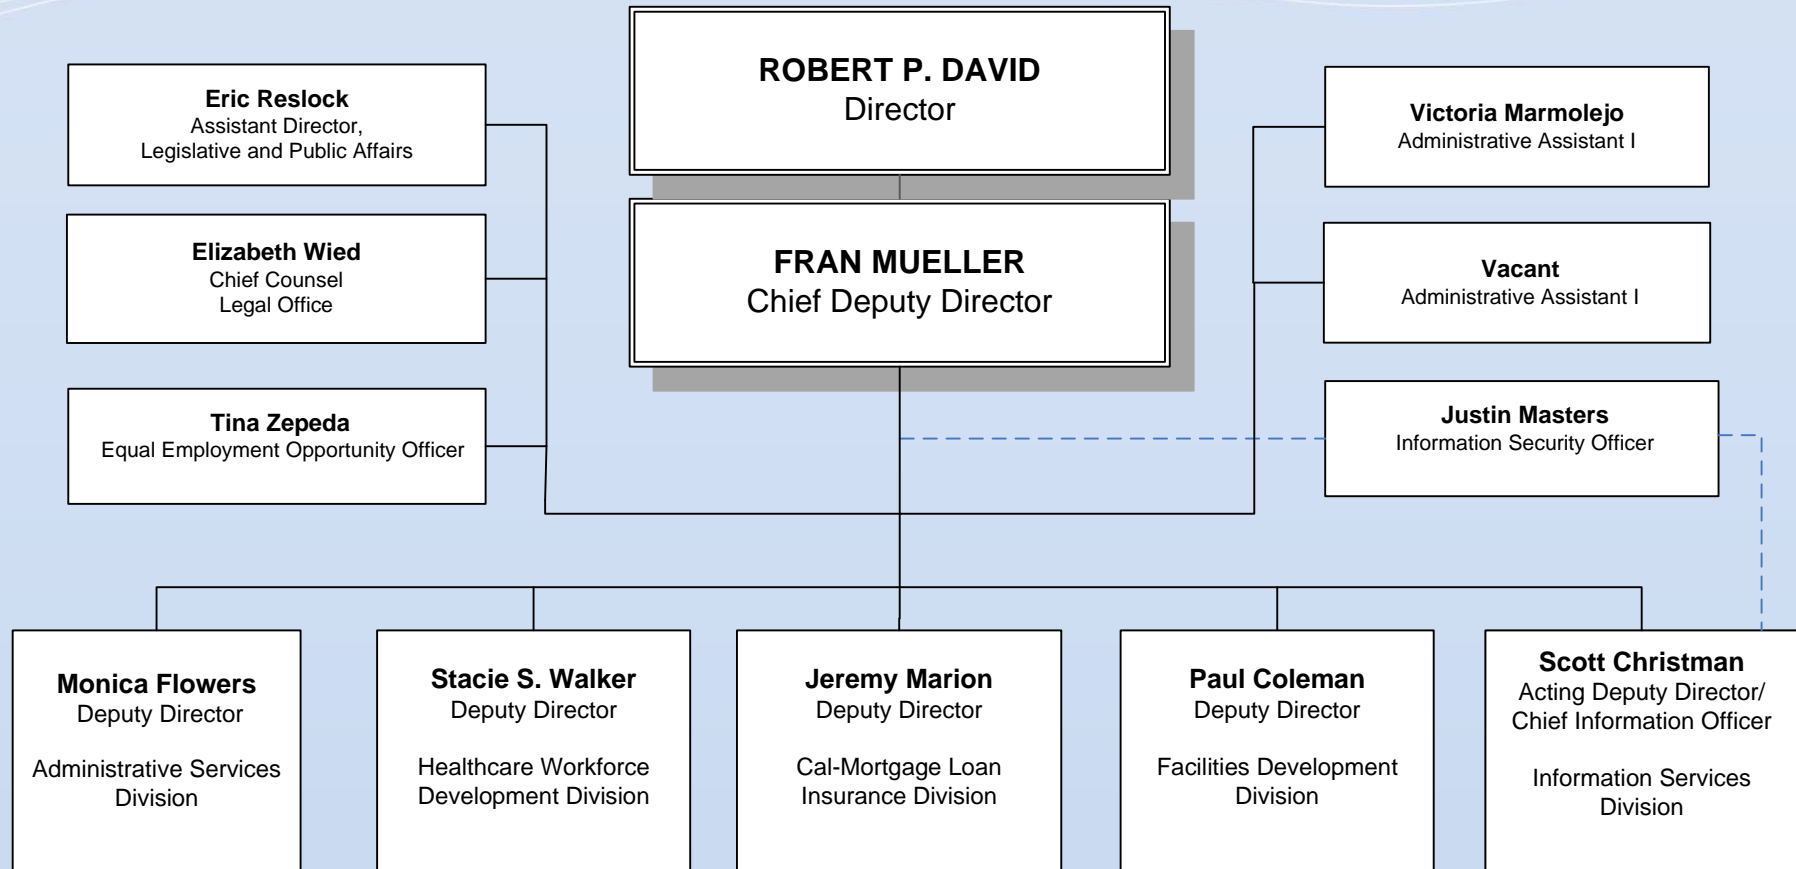 ROBERT P. DAVID
Director
Eric Reslock
Assistant Director,
Legislative and Public Affairs
Victoria Marmolejo
Administrative Assistant I
Elizabeth Wied
Chief Counsel
Legal Office
FRAN MUELLER
Chief Deputy Director
Vacant
Administrative Assistant I
Tina Zepeda
Equal Employment Opportunity Officer
Justin Masters
Information Security Officer
Monica Flowers
Deputy Director
Administrative Services
Division
Stacie S. Walker
Deputy Director
Healthcare Workforce
Development Division
Jeremy Marion
Deputy Director
Cal-Mortgage Loan
Insurance Division
Paul Coleman
Deputy Director
Facilities Development
Division
Scott Christman
Acting Deputy Director/
Chief Information Officer
Information Services
Division